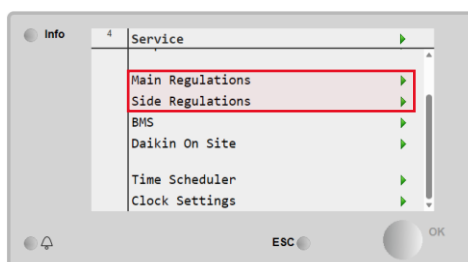 Info
4 Service
Main Regulations
Side Regulations
BMS
Daikin On Site
Time Scheduler
Clock Settings
OK
ESC